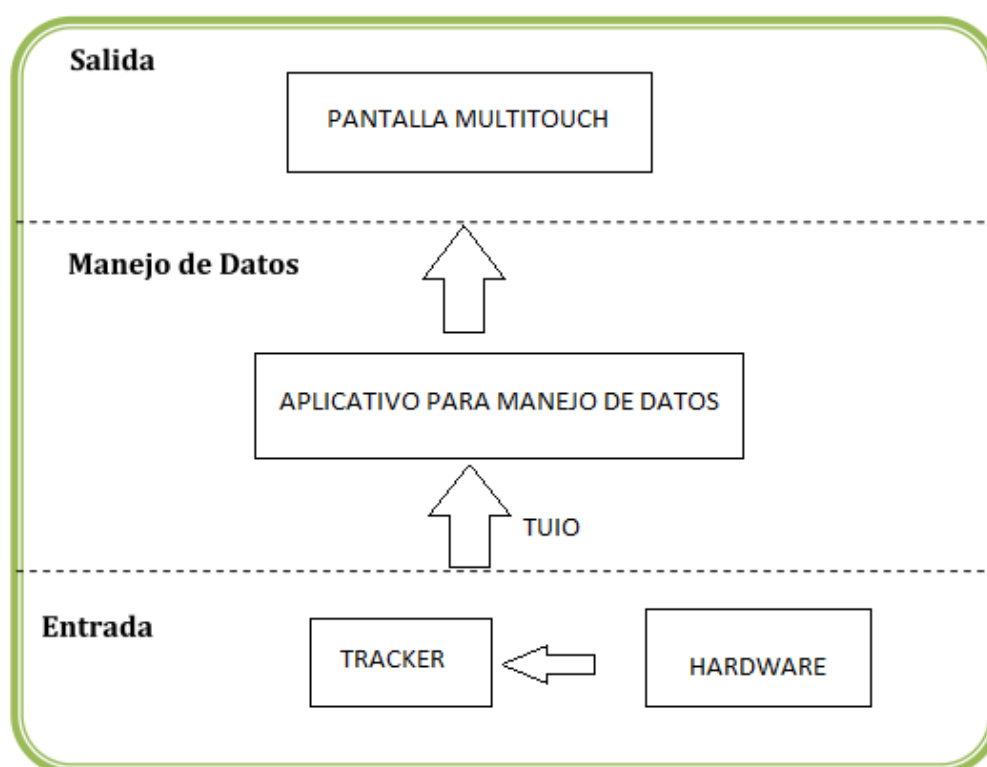 Salida
PANTALLA MULTITOUCH
Manejo de Datos
APLICATIVO PARA MANEJO DE DATOS
TUIO
Entrada
TRACKER
HARDWARE